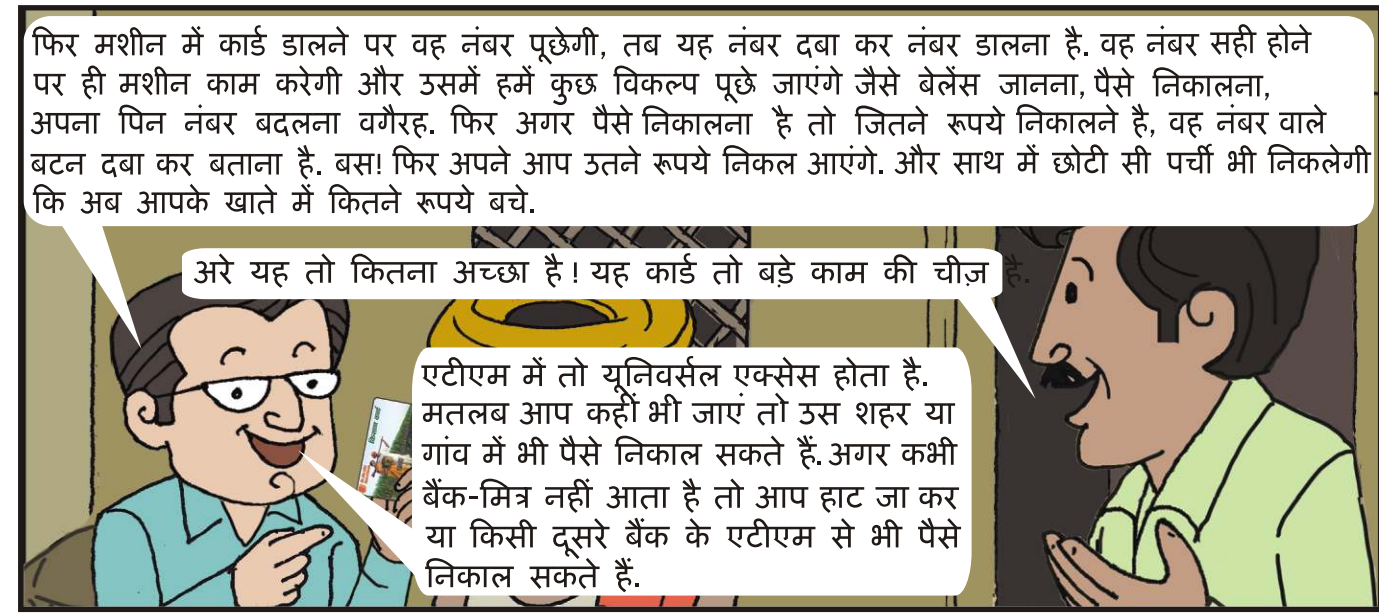 फिर मशीन में कार्ड डालने पर वह नंबर पूछेगी, तब यह नंबर दबा कर नंबर डालना है. वह नंबर सही होने
पर ही मशीन काम करेगी और उसमें हमें कुछ विकल्प पूछे जाएंगे जैसे बेलेंस जानना, पैसे निकालना,
अपना पिन नंबर बदलना वगैरह. फिर अगर पैसे निकालना है तो जितने रूपये निकालने है, वह नंबर वाले
बटन दबा कर बताना है. बस! फिर अपने आप उतने रूपये निकल आएंगे. और साथ में छोटी सी पर्ची भी निकलेगी
कि अब आपके खाते में कितने रूपये बचे.
अरे यह तो कितना अच्छा है! यह कार्ड तो बड़े काम की चीज़ है.
एटीएम में तो यूनिवर्सल एक्सेस होता है.
मतलब आप कहीं भी जाएं तो उस शहर या
गांव में भी पैसे निकाल सकते हैं. अगर कभी
बैंक-मित्र नहीं आता है तो आप हाट जा कर
या किसी दूसरे बैंक के एटीएम से भी पैसे
निकाल सकते हैं.